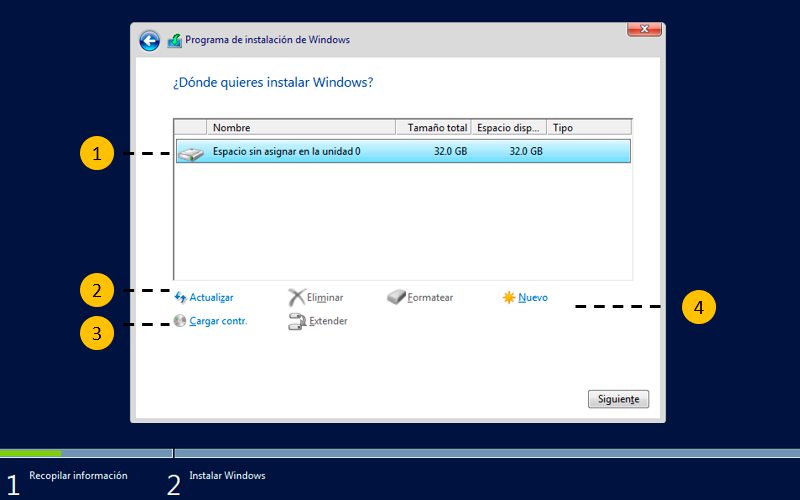 Programa de instalación de Windows
¿Dónde quieres instalar Windows?
Nombre Tamaño total Espacio disp... Tipo
1 Espacio sin asignar en la unidad 0 32.0 GB 32.0 GB
2 Actualizar Eliminar Formatear Nuevo 4
3 Cargar contr. Extender
Siguiente
1 Recopilar información 2 Instalar Windows